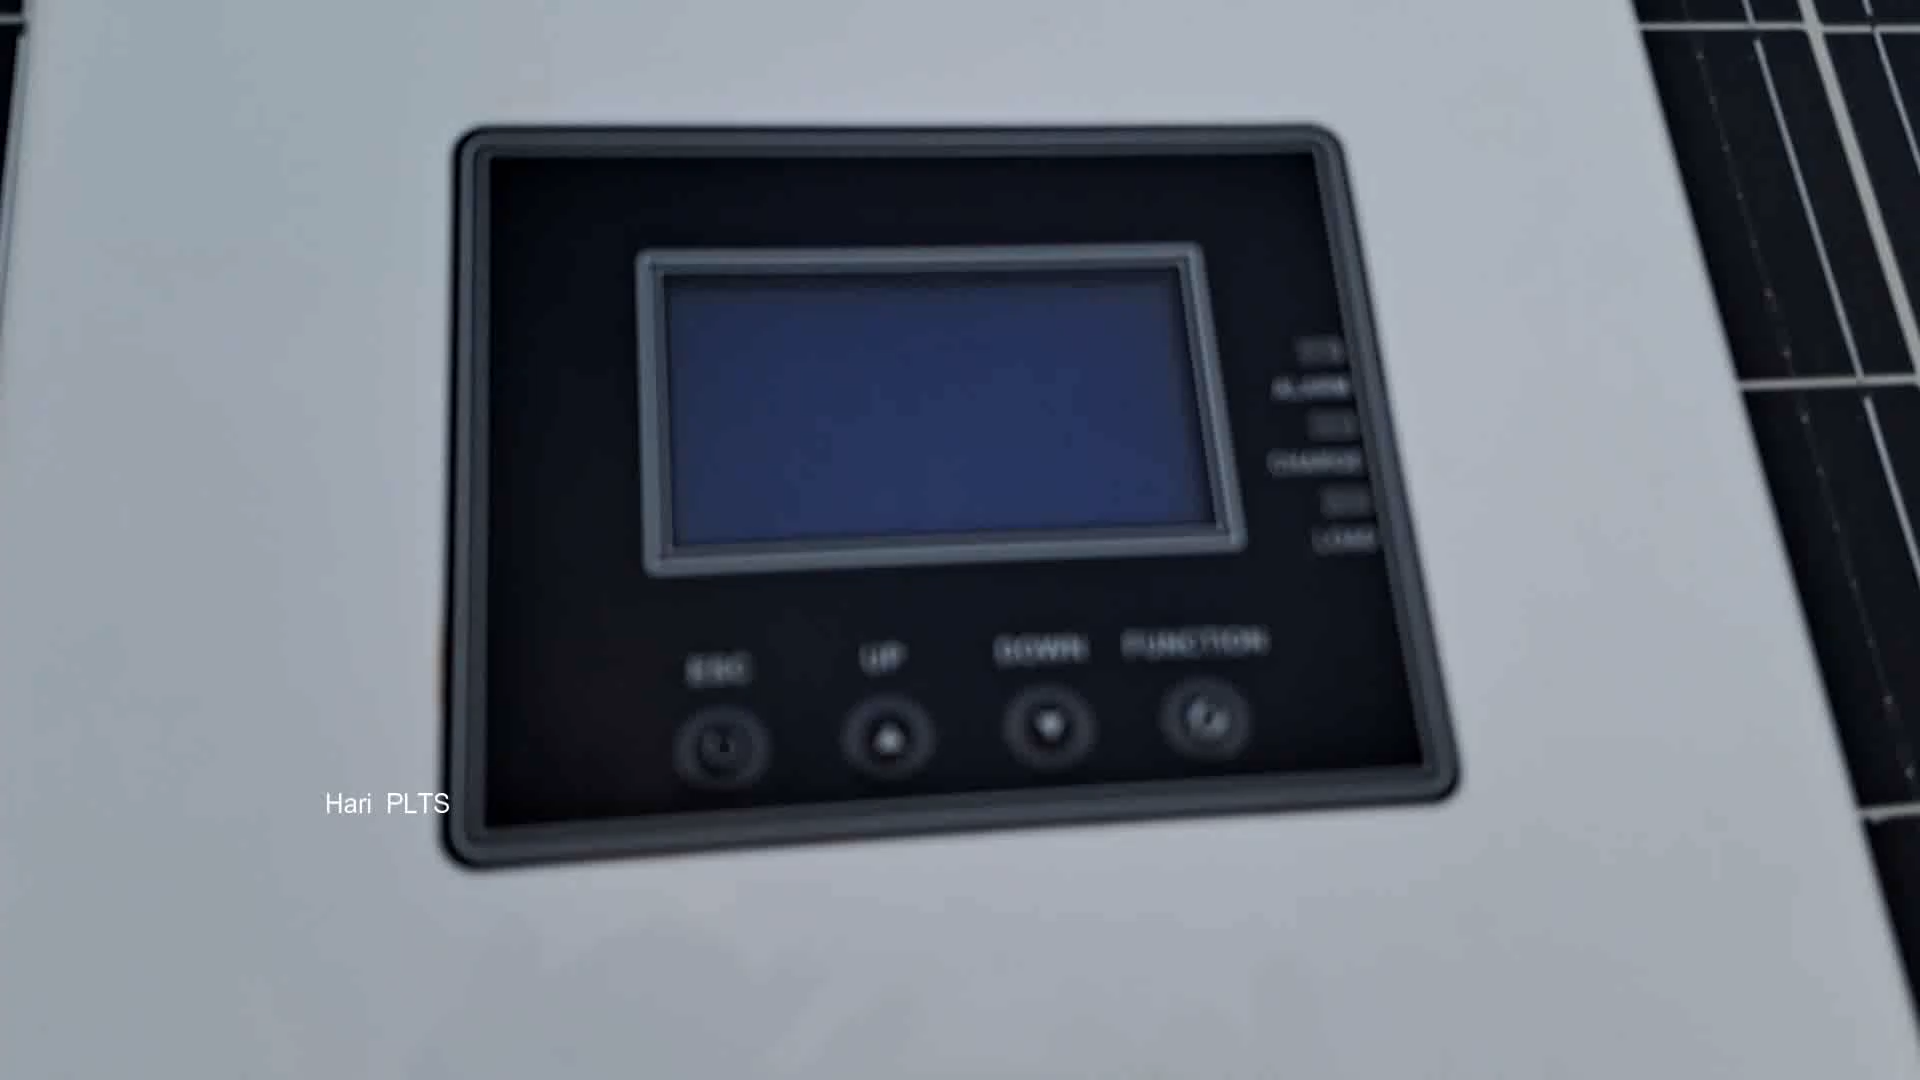 ALARM
CHARGE
LOAD
ESC UP DOWN FUNCTION
Hari PLTS